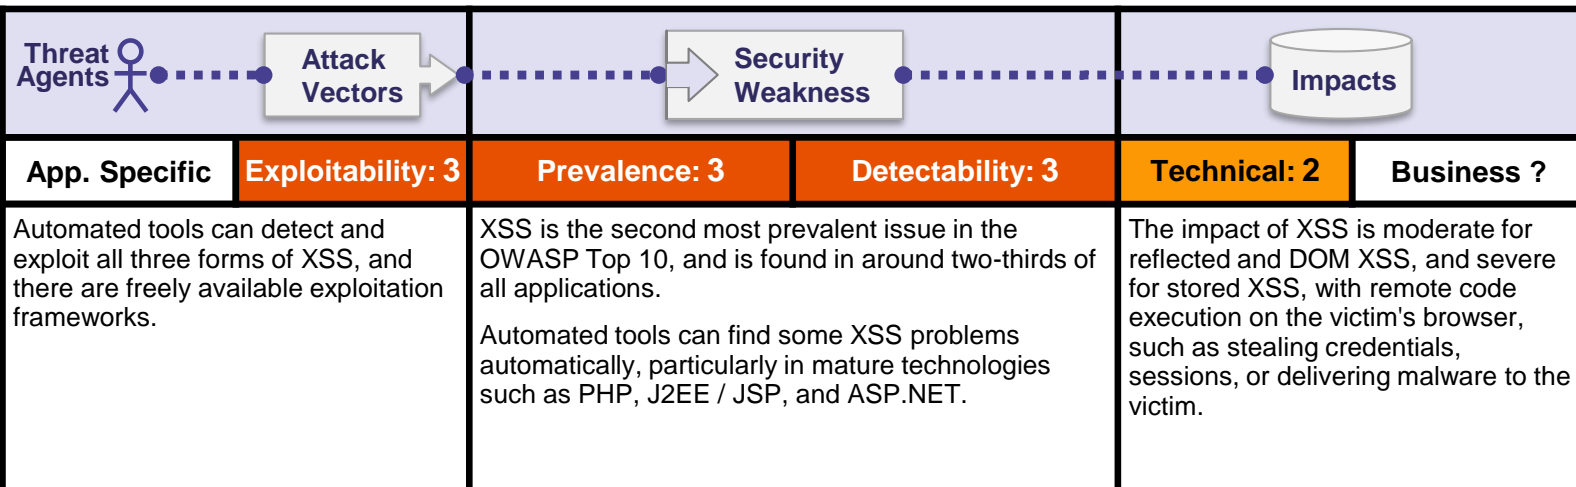 Threat
Agents
Attack
Vectors
Security
Weakness
Impacts
App. Specific
Exploitability: 3
Prevalence: 3
Detectability: 3
Technical: 2
Business ?
Automated tools can detect and
exploit all three forms of XSS, and
there are freely available exploitation
frameworks.
XSS is the second most prevalent issue in the
OWASP Top 10, and is found in around two-thirds of
all applications.
Automated tools can find some XSS problems
automatically, particularly in mature technologies
such as PHP, J2EE / JSP, and ASP.NET.
The impact of XSS is moderate for
reflected and DOM XSS, and severe
for stored XSS, with remote code
execution on the victim's browser,
such as stealing credentials,
sessions, or delivering malware to the
victim.